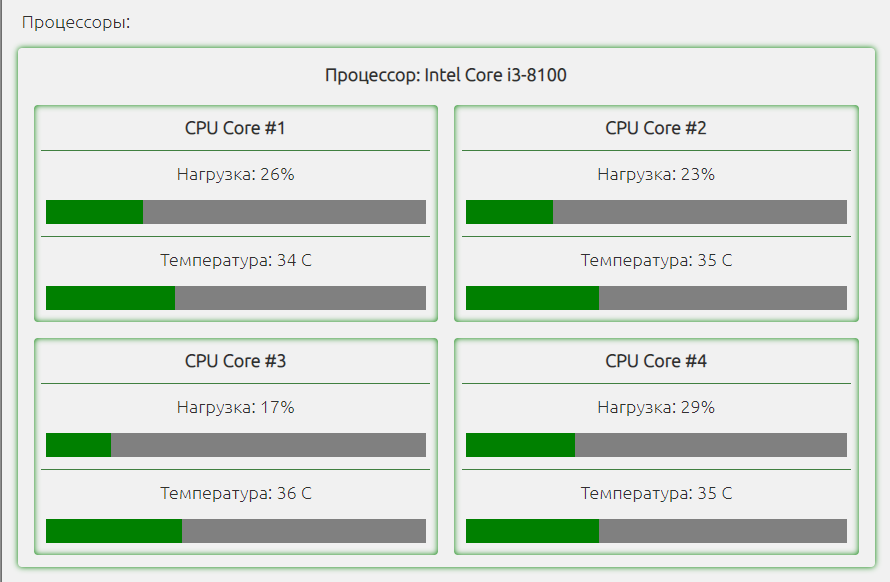 Процессоры:
Процессор: Intel Core i3-8100
CPU Core #1
Нагрузка: 26%
Температура: 34 C
CPU Core #2
Нагрузка: 23%
Температура: 35 C
CPU Core #3
Нагрузка: 17%
Температура: 36 C
CPU Core #4
Нагрузка: 29%
Температура: 35 C